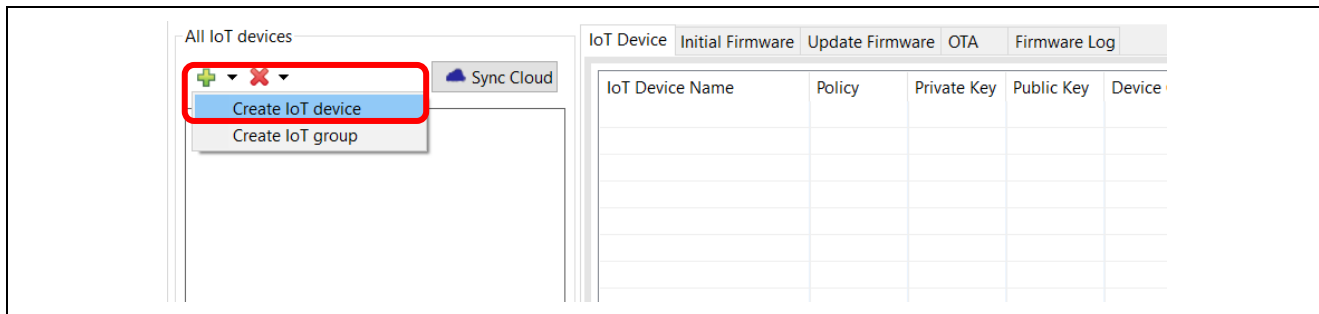 All IoT devices
Sync Cloud
Create IoT device
Create IoT group
IoT Device Initial Firmware Update Firmware OTA Firmware Log
IoT Device Name Policy Private Key Public Key Device